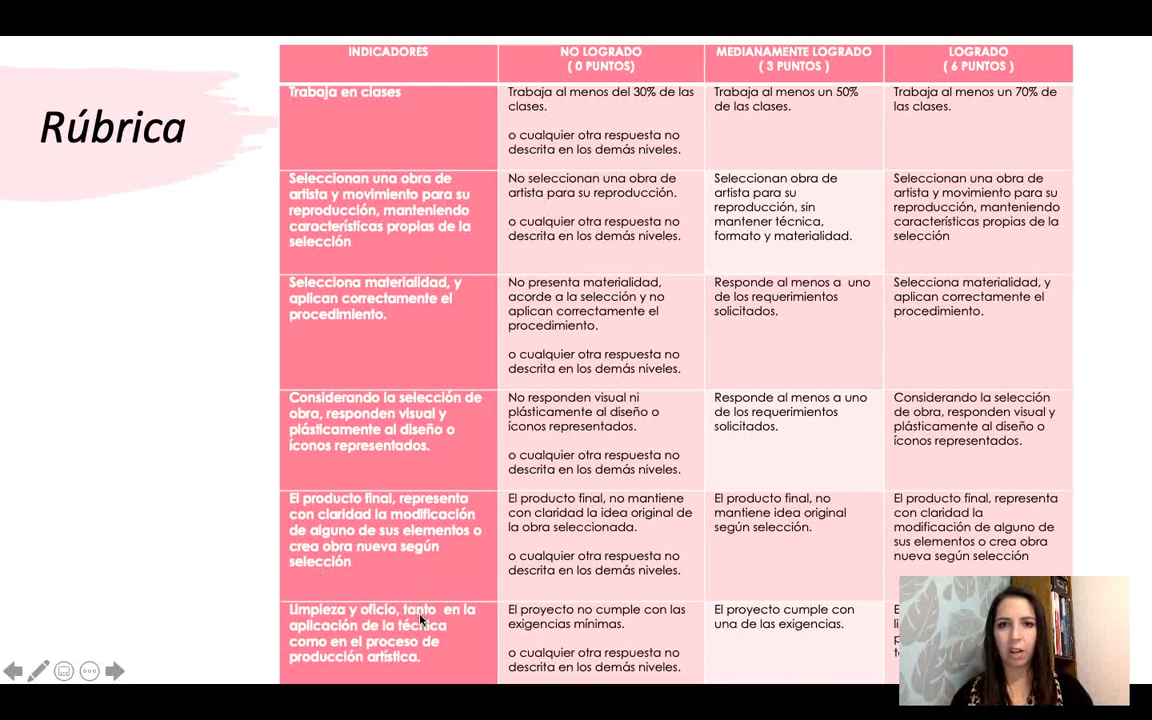 Rúbrica
INDICADORES
NO LOGRADO
( 0 PUNTOS)
MEDIANAMENTE LOGRADO
( 3 PUNTOS )
LOGRADO
( 6 PUNTOS )
Trabaja en clases
Trabaja al menos del 30% de las
clases.
o cualquier otra respuesta no
descrita en los demás niveles.
Trabaja al menos un 50%
de las clases.
Trabaja al menos un 70% de
las clases.
Seleccionan una obra de
artista y movimiento para su
reproducción, manteniendo
características propias de la
selección
No seleccionan una obra de
artista para su reproducción.
o cualquier otra respuesta no
descrita en los demás niveles.
Seleccionan obra de
artista para su
reproducción, sin
mantener técnica,
formato y materialidad.
Seleccionan una obra de
artista y movimiento para su
reproducción, manteniendo
características propias de la
selección
Selecciona materialidad, y
aplican correctamente el
procedimiento.
No presenta materialidad,
acorde a la selección y no
aplican correctamente el
procedimiento.
o cualquier otra respuesta no
descrita en los demás niveles.
Responde al menos a uno
de los requerimientos
solicitados.
Selecciona materialidad, y
aplican correctamente el
procedimiento.
Considerando la selección de
obra, responden visual y
plásticamente al diseño o
íconos representados.
No responden visual ni
plásticamente al diseño o
íconos representados.
o cualquier otra respuesta no
descrita en los demás niveles.
Responde al menos a uno
de los requerimientos
solicitados.
Considerando la selección
de obra, responden visual y
plásticamente al diseño o
íconos representados.
El producto final, representa
con claridad la modificación
de alguno de sus elementos o
crea obra nueva según
selección
El producto final, no mantiene
con claridad la idea original de
la obra seleccionada.
o cualquier otra respuesta no
descrita en los demás niveles.
El producto final, no
mantiene idea original
según selección.
El producto final, representa
con claridad la
modificación de alguno de
sus elementos o crea obra
nueva según selección
Limpieza y oficio, tanto en la
aplicación de la técnica
como en el proceso de
producción artística.
El proyecto no cumple con las
exigencias mínimas.
o cualquier otra respuesta no
descrita en los demás niveles.
El proyecto cumple con
una de las exigencias.